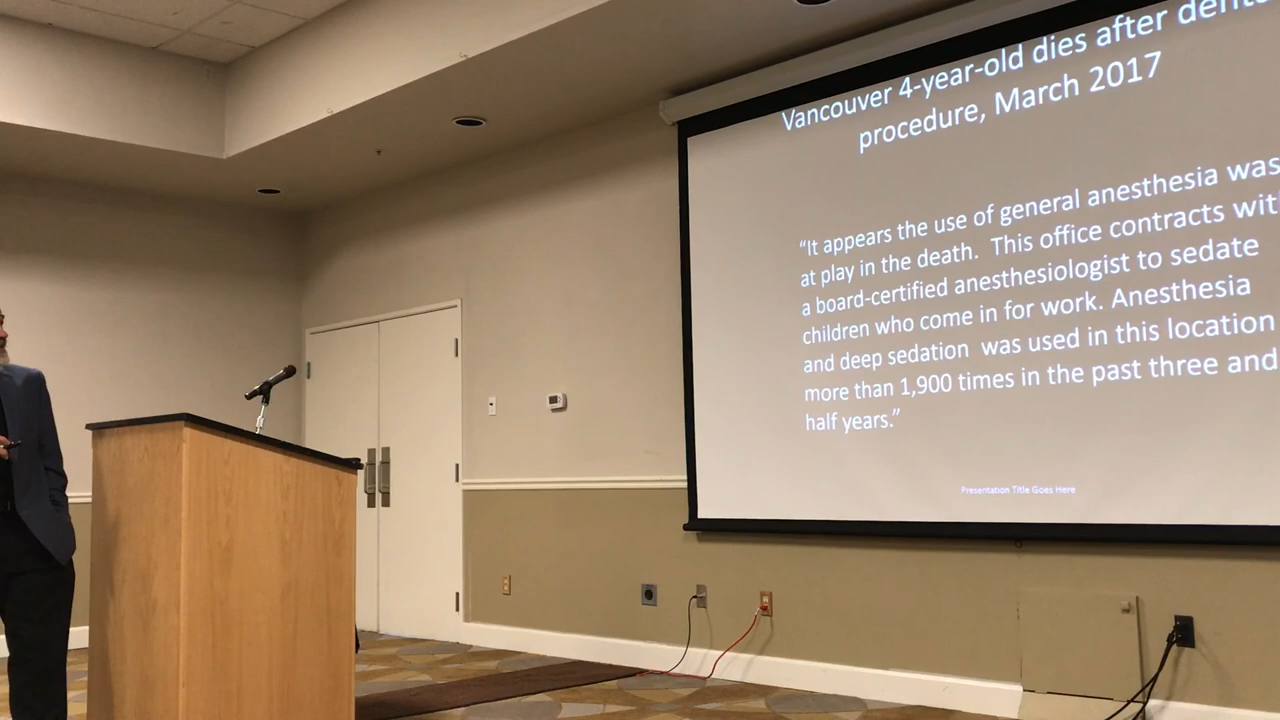 Vancouver 4-year-old dies after
procedure, March 2017
“It appears the use of general anesthesia was
at play in the death. This office contracts with
a board-certified anesthesiologist to sedate
children who come in for work. Anesthesia
and deep sedation was used in this location
more than 1,900 times in the past three and
half years.”
Presentation Title Goes Here